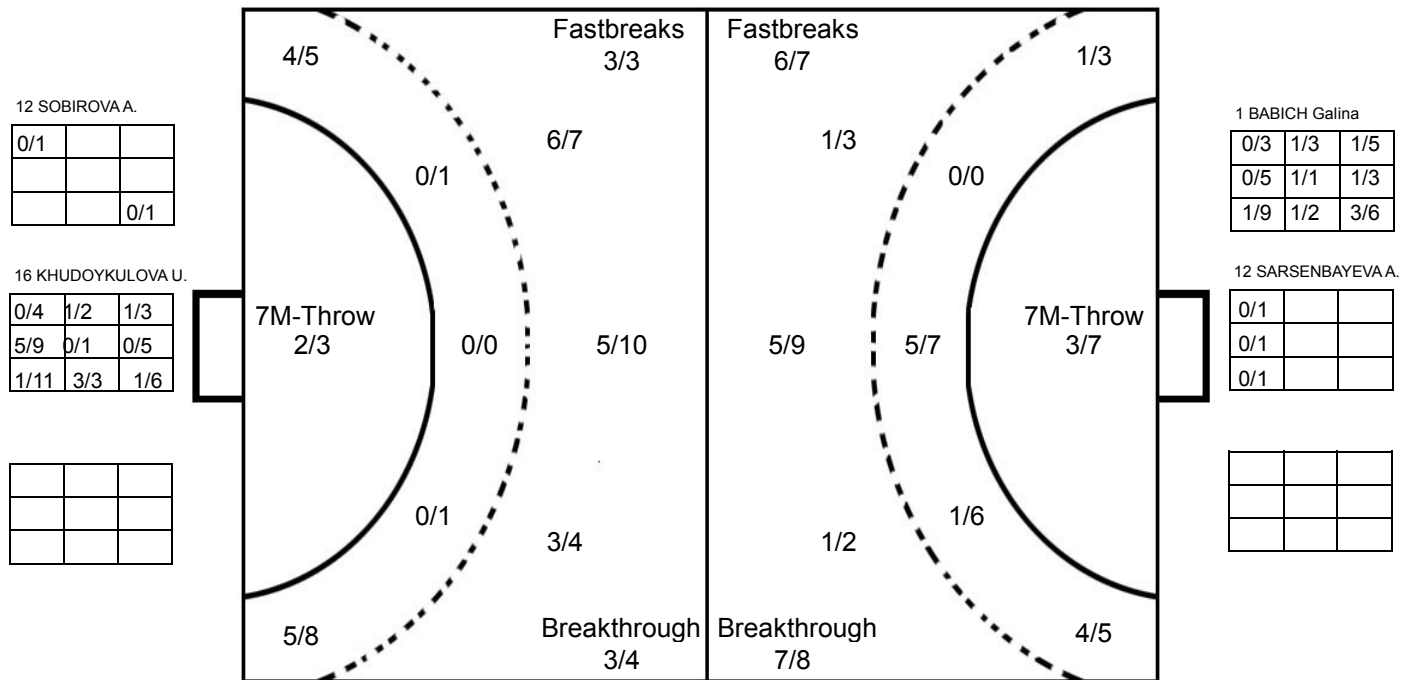 Fastbreaks
3/3
Fastbreaks
6/7
4/5
1/3
12 SOBIROVA A.
0/1
0/1
1 BABICH Galina
0/3 1/3 1/5
0/5 1/1 1/3
1/9 1/2 3/6
6/7
1/3
0/1
0/0
16 KHUDOYKULOVA U.
0/4 1/2 1/3
5/9 0/1 0/5
1/11 3/3 1/6
12 SARSENBAYEVA A.
0/1
0/1
0/1
7M-Throw
2/3
0/0
5/10
5/9
5/7
7M-Throw
3/7
0/1
1/6
3/4
1/2
5/8
4/5
Breakthrough
3/4
Breakthrough
7/8